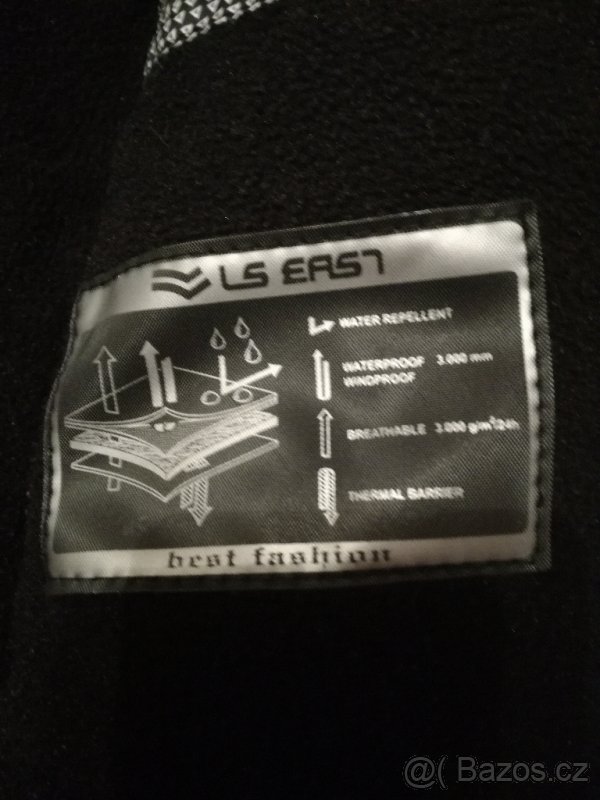 LS EAST
WATER REPELLENT
WATERPROOF 3.000 mm
WINDPROOF
BREATHABLE 3.000 g/m²/24h
THERMAL BARRIER
best fashion
@( Bazos.cz